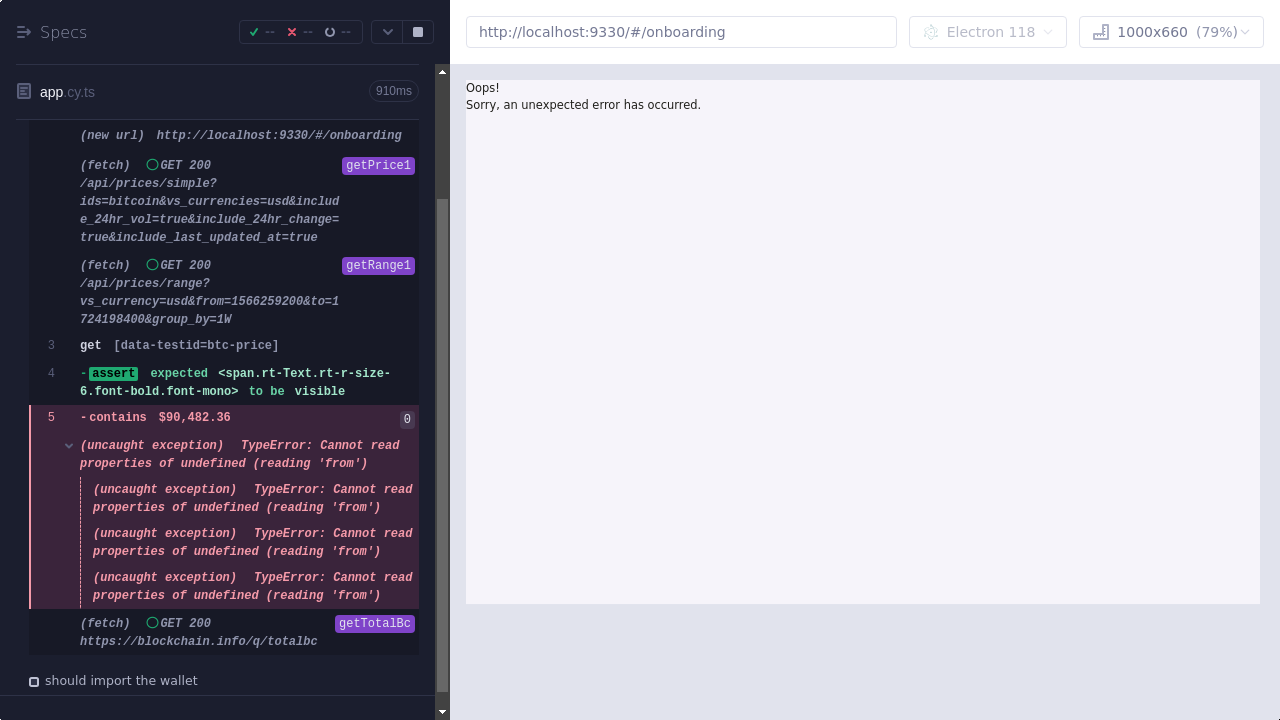 Specs
--
--
--
app.cy.ts
910ms
(new url) http://localhost:9330/#/onboarding
(fetch) GET 200
/api/prices/simple?
ids=bitcoin&vs_currencies=usd&includ
e_24hr_vol=true&include_24hr_change=
true&include_last_updated_at=true
getPrice1
(fetch) GET 200
/api/prices/range?
vs_currency=usd&from=1566259200&to=1
724198400&group_by=1W
getRange1
3 get [data-testid=btc-price]
4 -assert expected <span.rt-Text.rt-r-size-
6.font-bold.font-mono> to be visible
5 -contains $90,482.36 0
(uncaught exception) TypeError: Cannot read
properties of undefined (reading 'from')
(uncaught exception) TypeError: Cannot read
properties of undefined (reading 'from')
(uncaught exception) TypeError: Cannot read
properties of undefined (reading 'from')
(uncaught exception) TypeError: Cannot read
properties of undefined (reading 'from')
(fetch) GET 200
https://blockchain.info/q/totalbc
getTotalBc
should import the wallet
http://localhost:9330/#/onboarding
Electron 118
1000x660 (79%)
Oops!
Sorry, an unexpected error has occurred.